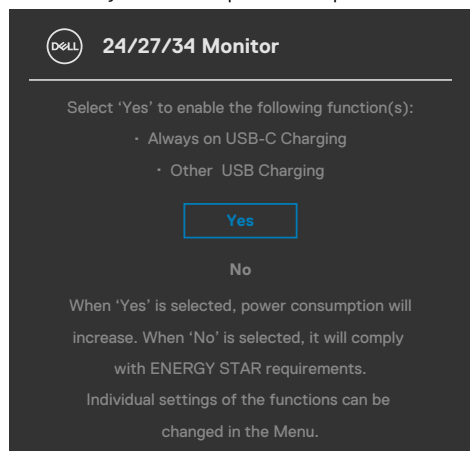 DELL
24/27/34 Monitor
Select ‘Yes’ to enable the following function(s):
· Always on USB-C Charging
· Other USB Charging
Yes
No
When ‘Yes’ is selected, power consumption will
increase. When ‘No’ is selected, it will comply
with ENERGY STAR requirements.
Individual settings of the functions can be
changed in the Menu.